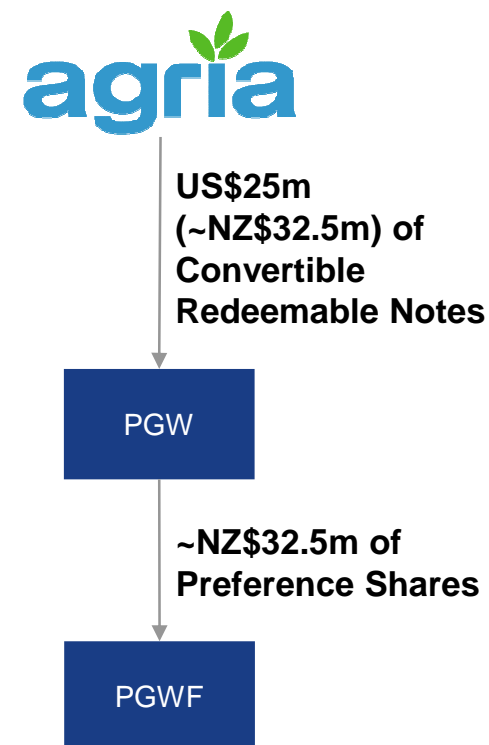 agria
US$25m
(~NZ$32.5m) of
Convertible
Redeemable Notes
PGW
~NZ$32.5m of
Preference Shares
PGWF